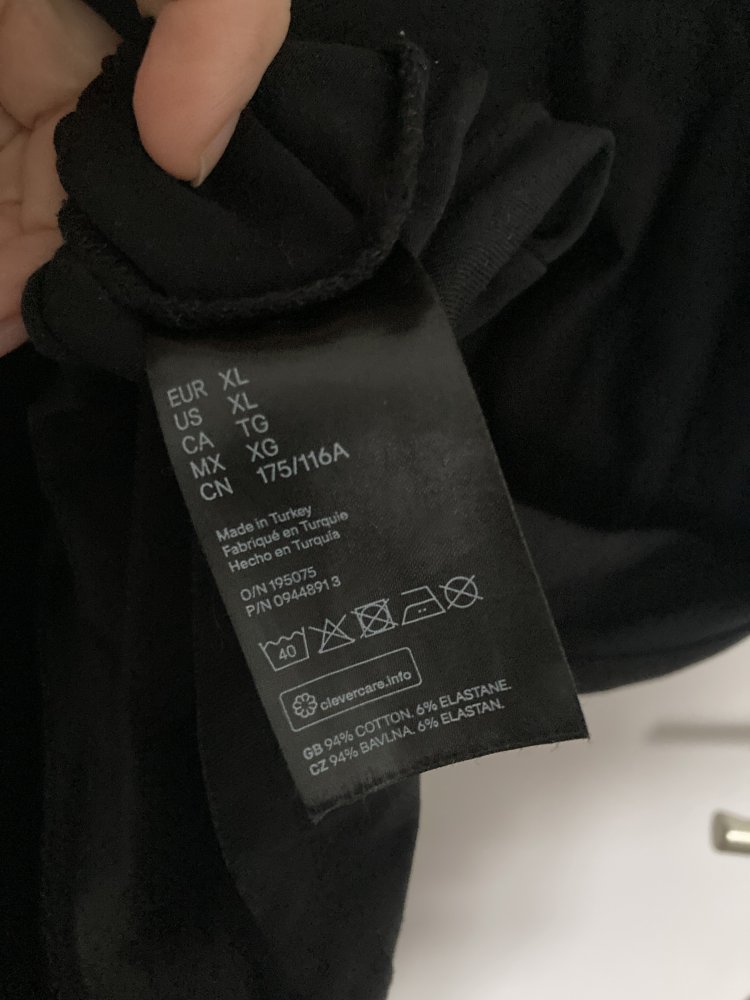 EUR XL
US XL
CA TG
MX XG
CN 175/116A
Made in Turkey
Fabriqué en Turquie
Hecho en Turquía
O/N 195075
P/N 0944891 3
40
clevercare.info
GB 94% COTTON. 6% ELASTANE.
CZ 94% BAVLNA. 6% ELASTAN.